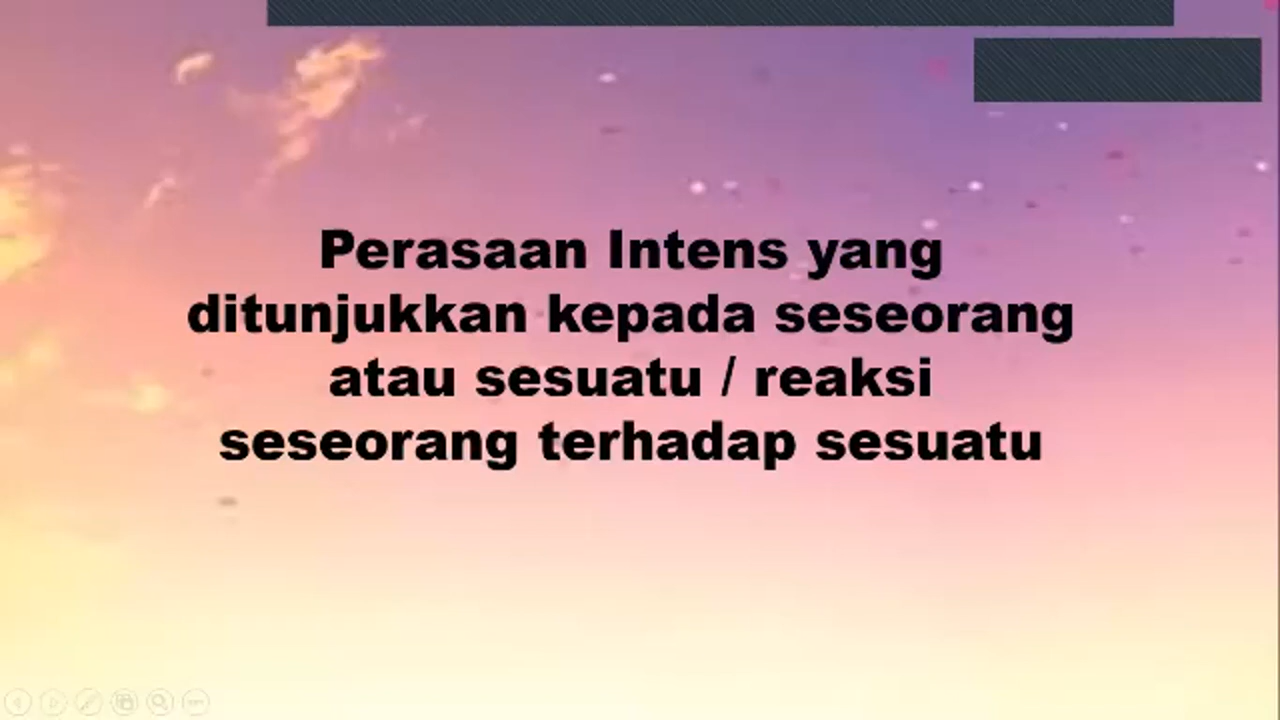 Perasaan Intens yang
ditunjukkan kepada seseorang
atau sesuatu / reaksi
seseorang terhadap sesuatu